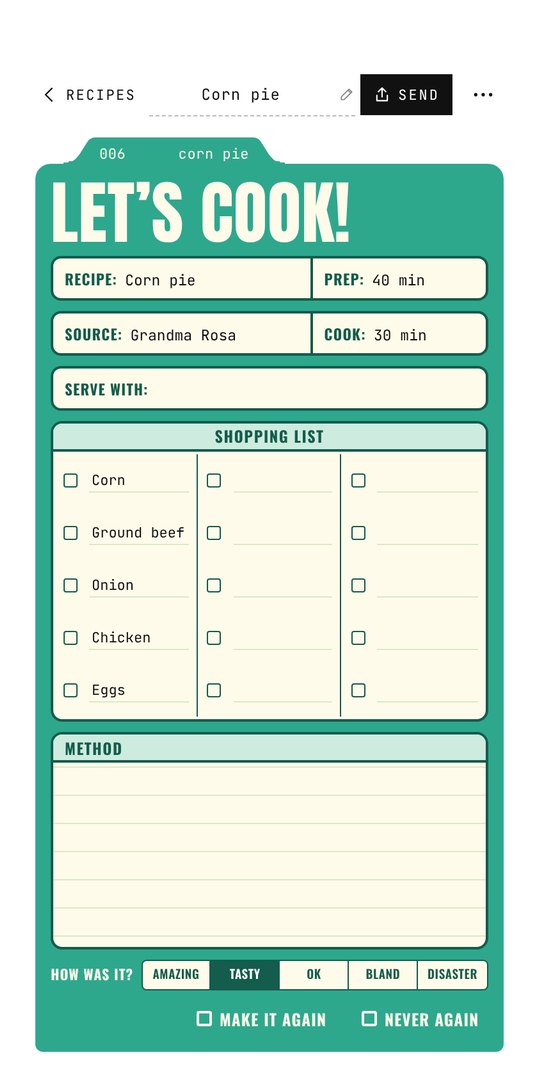 RECIPES
Corn pie
SEND
006 corn pie
LET’S COOK!
RECIPE: Corn pie
PREP: 40 min
SOURCE: Grandma Rosa
COOK: 30 min
SERVE WITH:
SHOPPING LIST
Corn
Ground beef
Onion
Chicken
Eggs
METHOD
HOW WAS IT? AMAZING TASTY OK BLAND DISASTER
MAKE IT AGAIN NEVER AGAIN